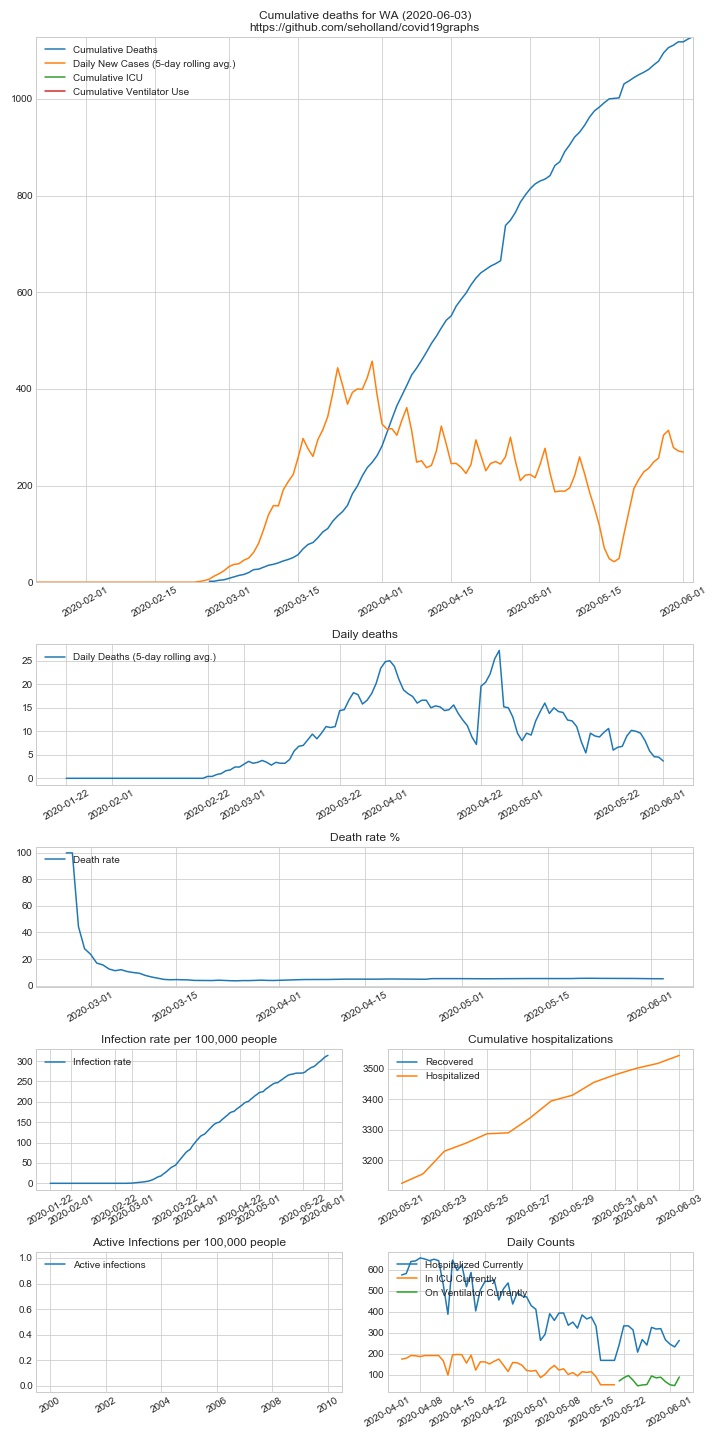 Cumulative deaths for WA (2020-06-03)
https://github.com/seholland/covid19graphs
Cumulative Deaths
Daily New Cases (5-day rolling avg.)
Cumulative ICU
Cumulative Ventilator Use
1000
800
600
400
200
0
2020-02-01 2020-02-15 2020-03-01 2020-03-15 2020-04-01 2020-04-15 2020-05-01 2020-05-15 2020-06-01
Daily deaths
Daily Deaths (5-day rolling avg.)
25
20
15
10
5
0
2020-01-22 2020-02-01 2020-02-22 2020-03-01 2020-03-22 2020-04-01 2020-04-22 2020-05-01 2020-05-22 2020-06-01
Death rate %
Death rate
100
80
60
40
20
0
2020-03-01 2020-03-15 2020-04-01 2020-04-15 2020-05-01 2020-05-15 2020-06-01
Infection rate per 100,000 people
Infection rate
300
250
200
150
100
50
0
2020-01-22 2020-02-01 2020-02-22 2020-03-01 2020-03-22 2020-04-01 2020-04-22 2020-05-01 2020-05-22 2020-06-01
Cumulative hospitalizations
Recovered
Hospitalized
3500
3400
3300
3200
2020-05-21 2020-05-23 2020-05-25 2020-05-27 2020-05-29 2020-05-31 2020-06-01 2020-06-03
Active Infections per 100,000 people
Active infections
1.0
0.8
0.6
0.4
0.2
0.0
2000 2002 2004 2006 2008 2010
Daily Counts
Hospitalized Currently
In ICU Currently
On Ventilator Currently
600
500
400
300
200
100
2020-04-01 2020-04-08 2020-04-15 2020-04-22 2020-05-01 2020-05-08 2020-05-15 2020-05-22 2020-06-01